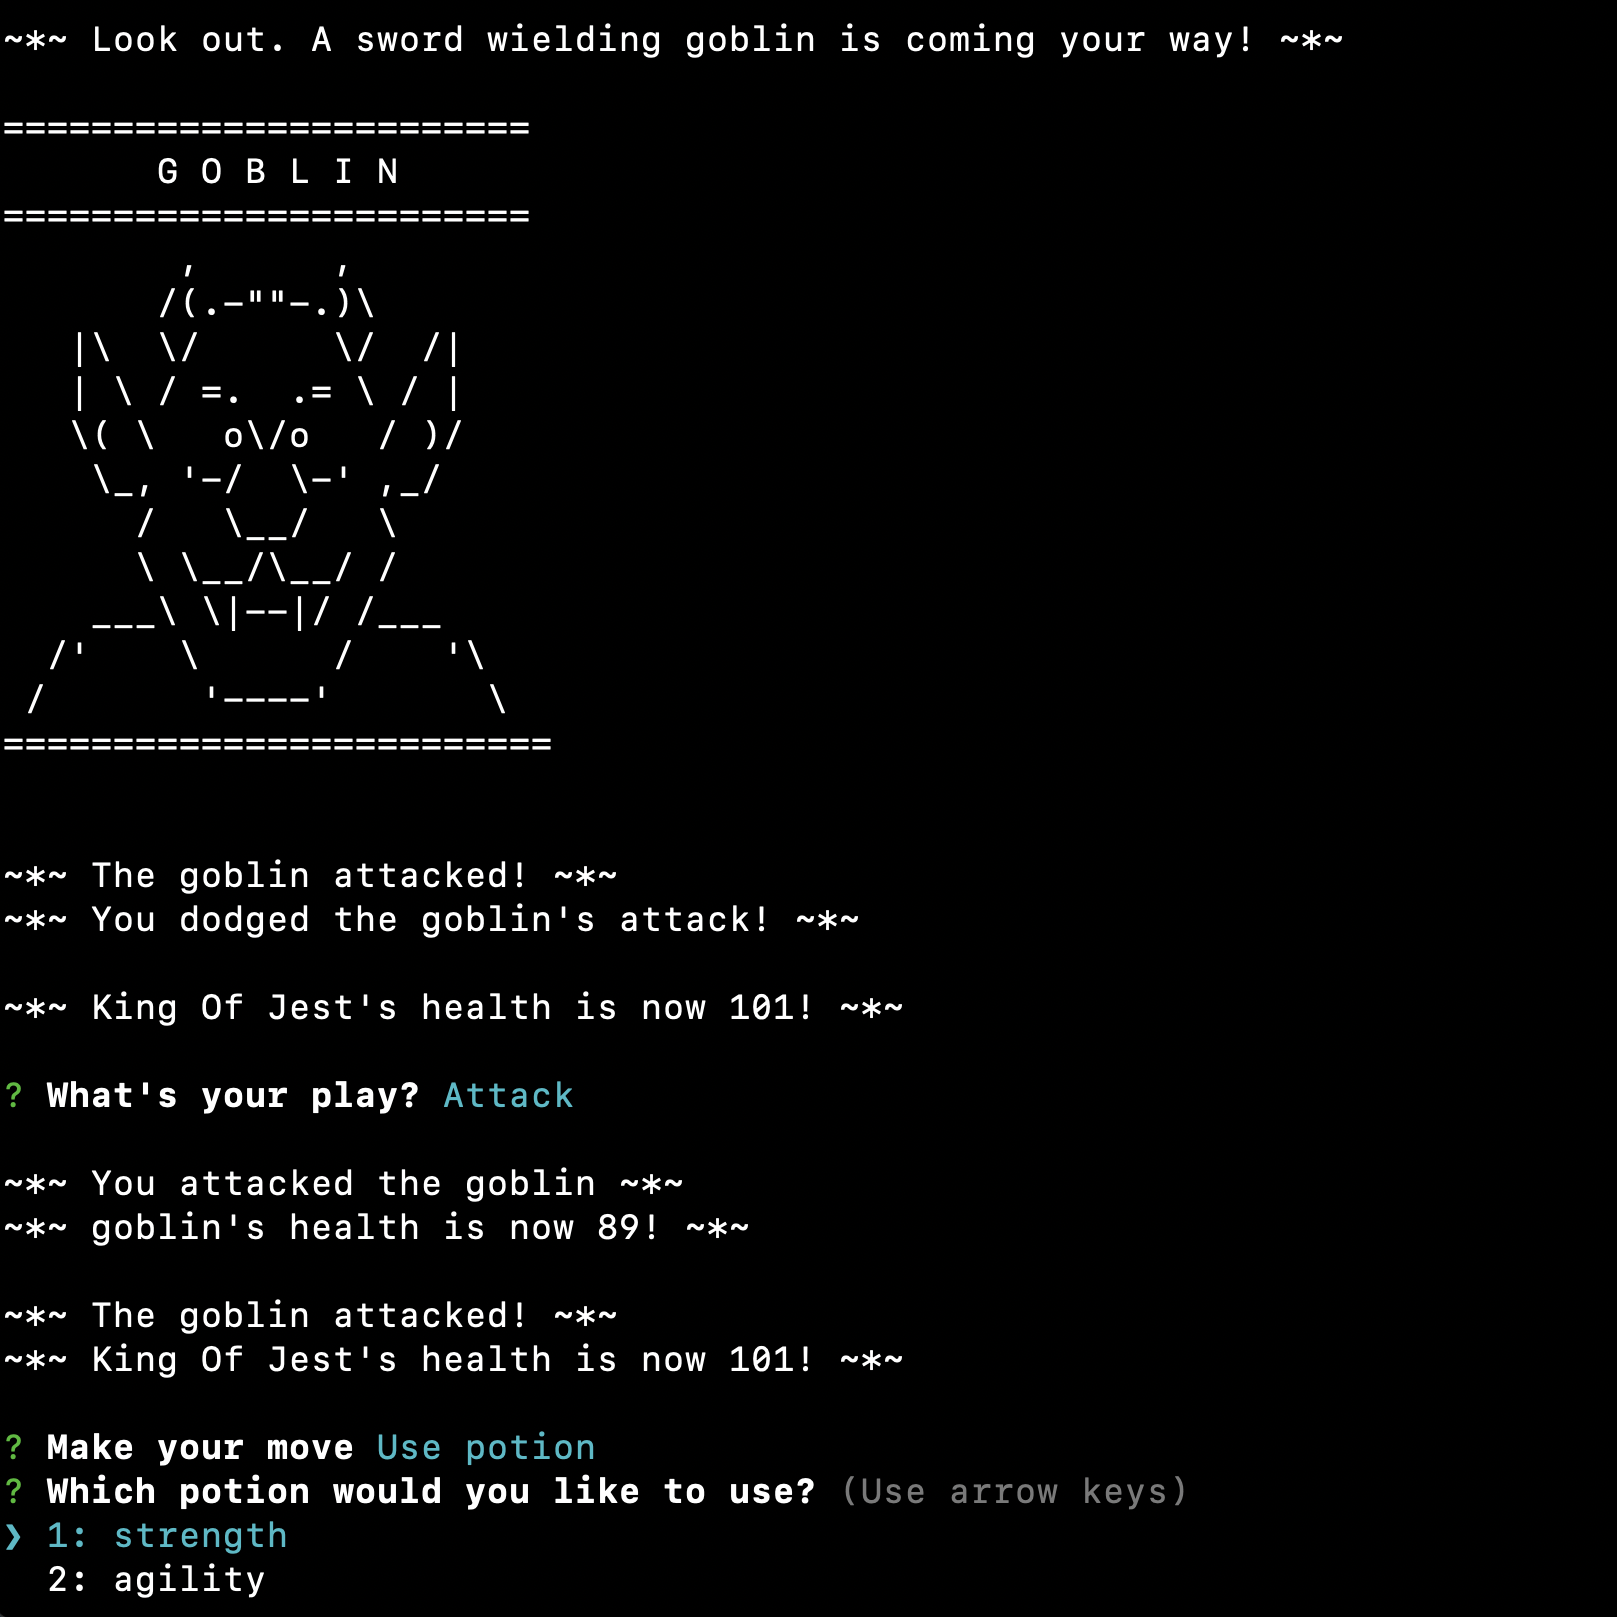 ~*~ Look out. A sword wielding goblin is coming your way! ~*~
========================
       G O B L I N
========================
        ,      ,
       /(.-""-.)\
   |\  \/      \/  /|
   | \ / =.  .= \ / |
   \( \   o\/o   / )/
    \_, '-/  \-' ,_/
      /   \__/   \
      \ \__/\__/ /
    ___\ \|--|/ /___
  /'    \      /    '\
 /       '----'       \
=========================
~*~ The goblin attacked! ~*~
~*~ You dodged the goblin's attack! ~*~
~*~ King Of Jest's health is now 101! ~*~
? What's your play? Attack
~*~ You attacked the goblin ~*~
~*~ goblin's health is now 89! ~*~
~*~ The goblin attacked! ~*~
~*~ King Of Jest's health is now 101! ~*~
? Make your move Use potion
? Which potion would you like to use? (Use arrow keys)
❯ 1: strength
  2: agility